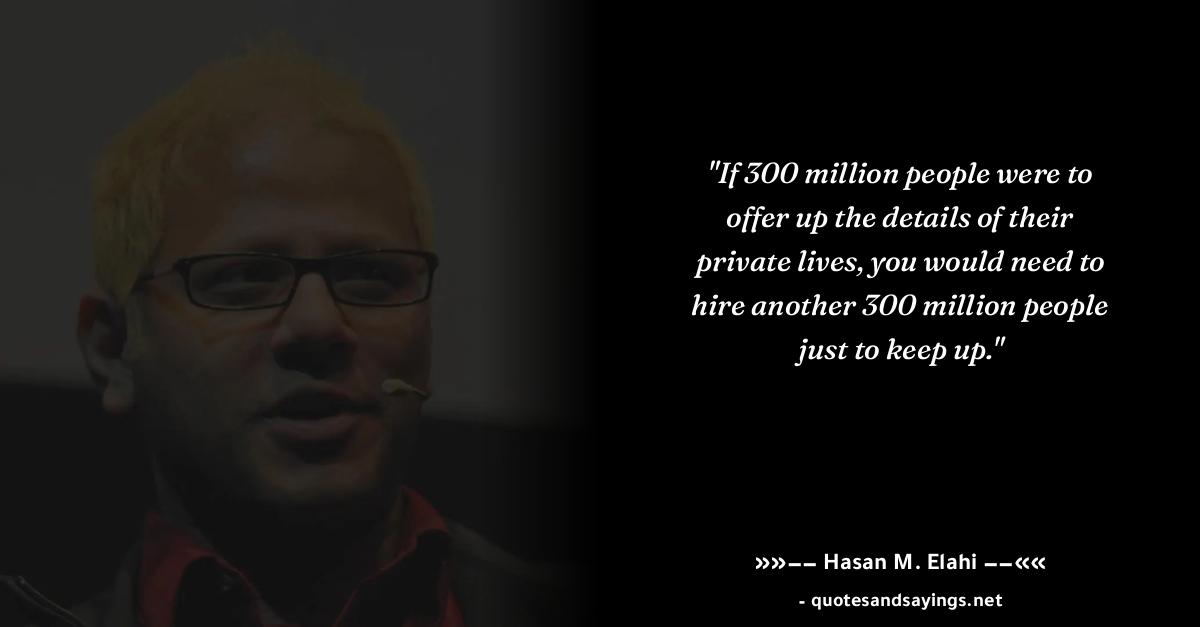 "If 300 million people were to
offer up the details of their
private lives, you would need to
hire another 300 million people
just to keep up."
»»–– Hasan M. Elahi ––««
- quotesandsayings.net